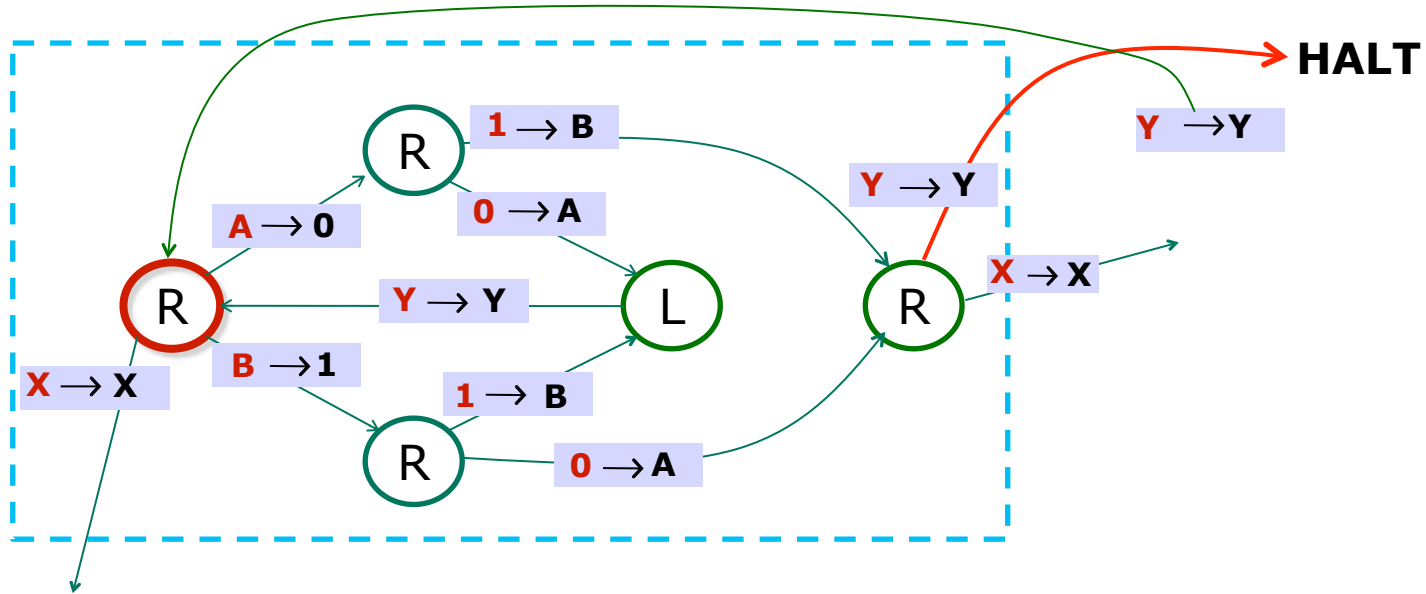 HALT
Y → Y
1 → B
R
Y → Y
0 → A
A → 0
X → X
R
Y → Y
L
R
B → 1
X → X
1 → B
R
0 → A